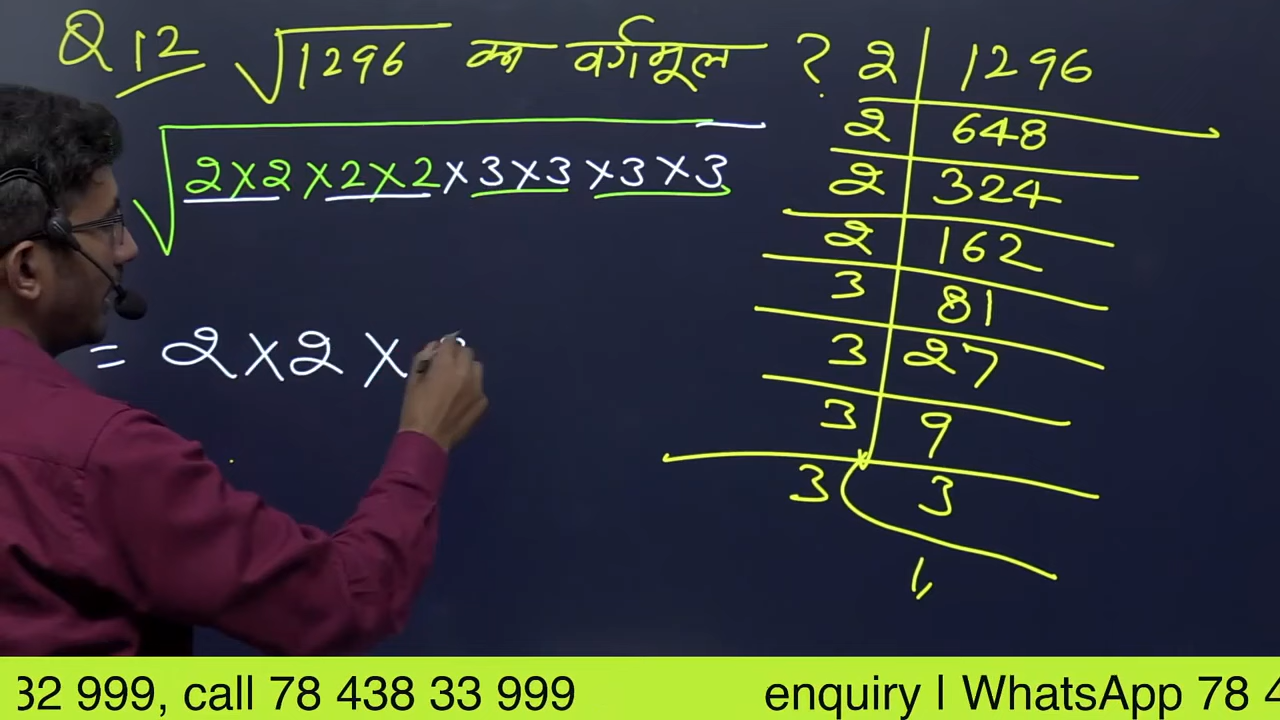 Q 12 √1296 का वर्गमूल ?
√2×2×2×2×3×3×3×3
= 2×2×
2 | 1296
2 | 648
2 | 324
2 | 162
3 | 81
3 | 27
3 | 9
3 | 3
1
32 999, call 78 438 33 999 enquiry | WhatsApp 78 4